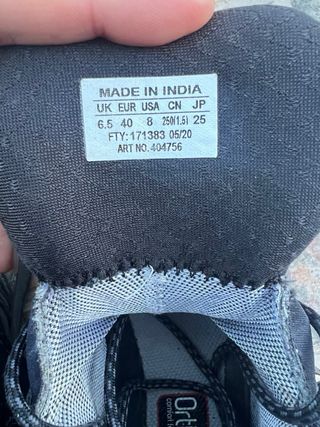 MADE IN INDIA
UK EUR USA CN JP
6.5 40 8 250(1.5) 25
FTY: 171383 05/20
ART NO. 404756